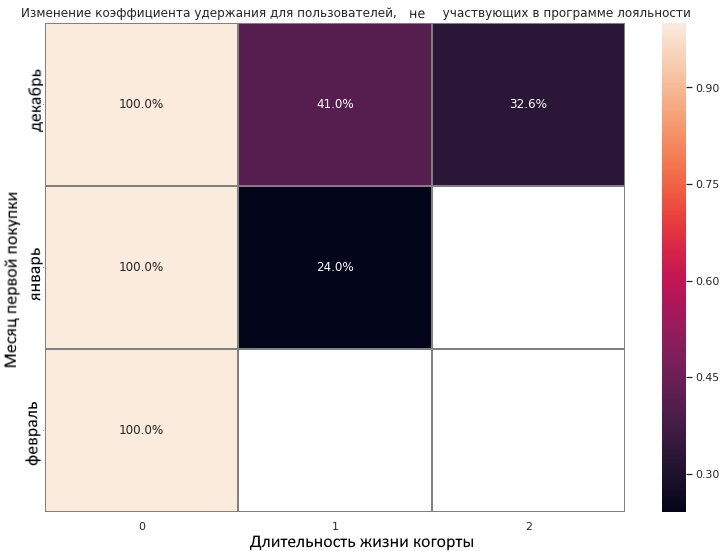 Изменение коэффициента удержания для пользователей, не участвующих в программе лояльности
Месяц первой покупки
декабрь
100.0%
41.0%
32.6%
январь
100.0%
24.0%
февраль
100.0%
0
1
2
Длительность жизни когорты
0.90
0.75
0.60
0.45
0.30